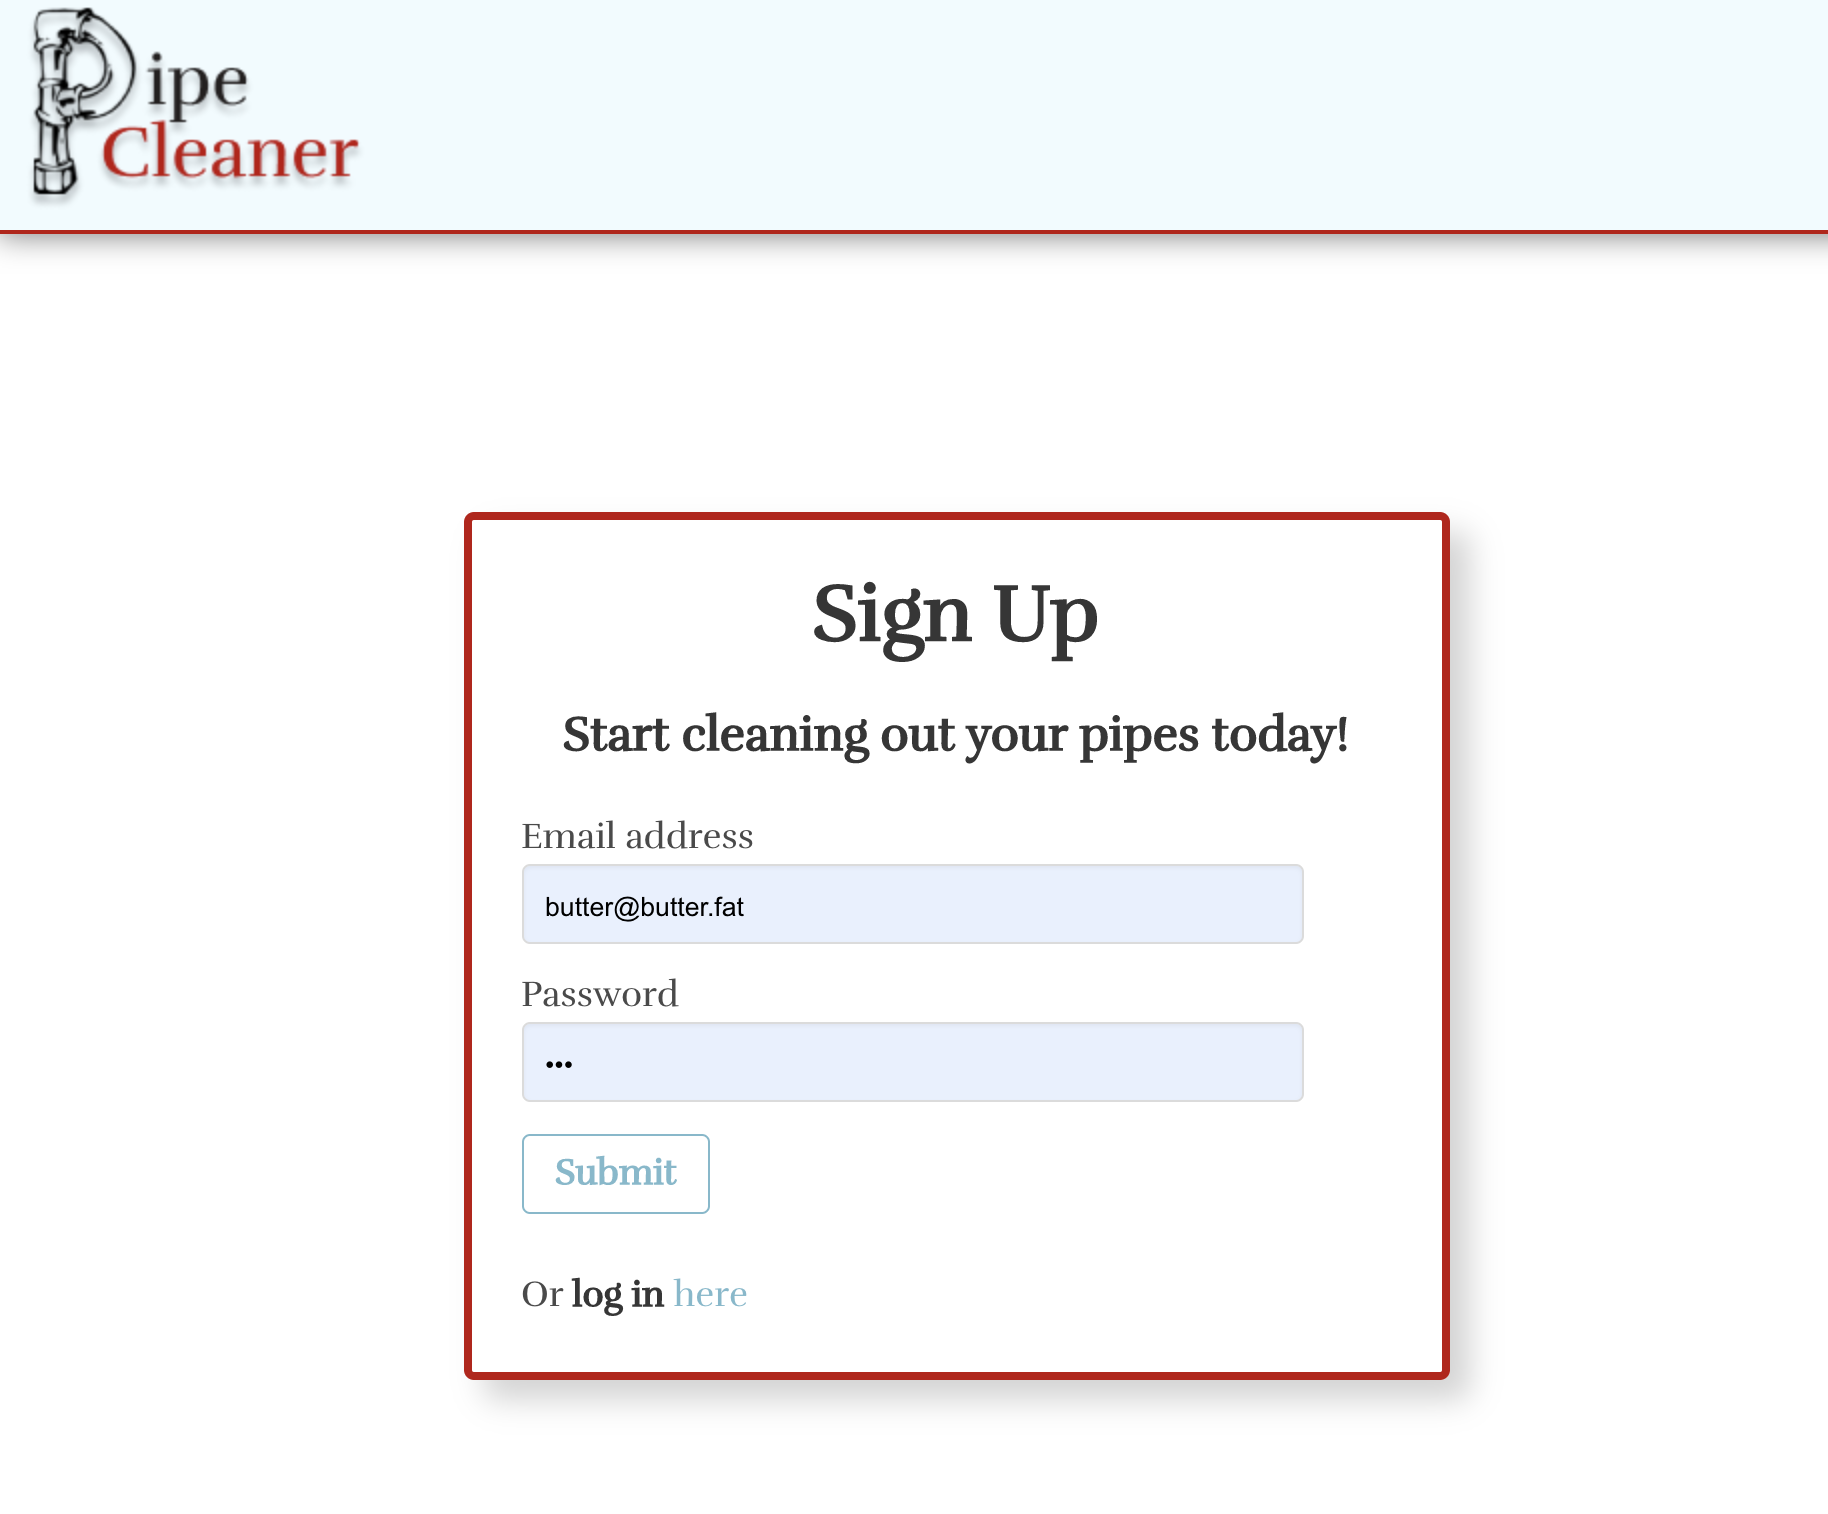 Pipe
Cleaner
Sign Up
Start cleaning out your pipes today!
Email address
butter@butter.fat
Password
•••
Submit
Or log in here